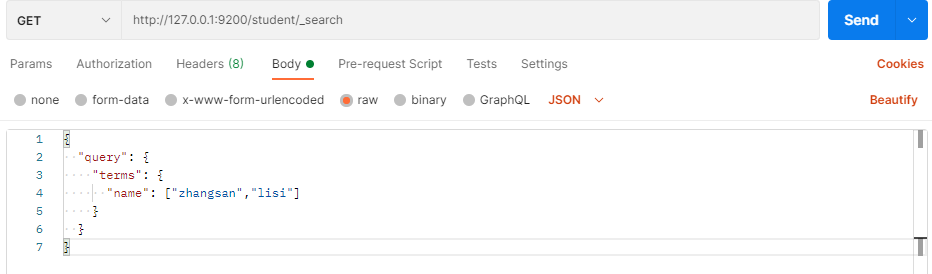 GET http://127.0.0.1:9200/student/_search Send
Params Authorization Headers (8) Body Pre-request Script Tests Settings Cookies
none form-data x-www-form-urlencoded raw binary GraphQL JSON Beautify
1 {
2 "query": {
3 "terms": {
4 "name": ["zhangsan","lisi"]
5 }
6 }
7 }